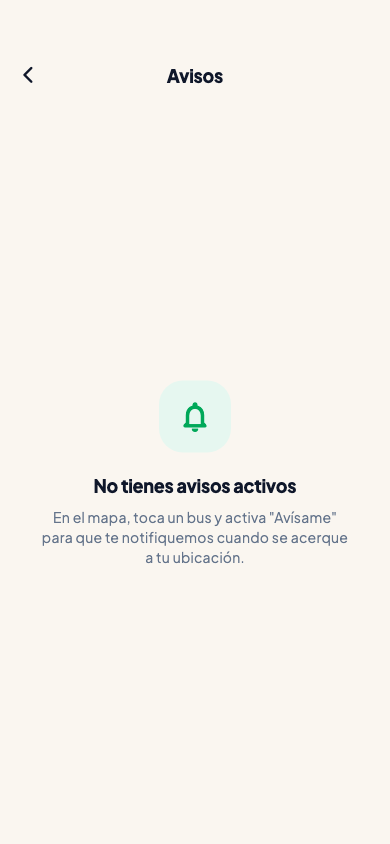 Avisos
No tienes avisos activos
En el mapa, toca un bus y activa "Avísame"
para que te notifiquemos cuando se acerque
a tu ubicación.